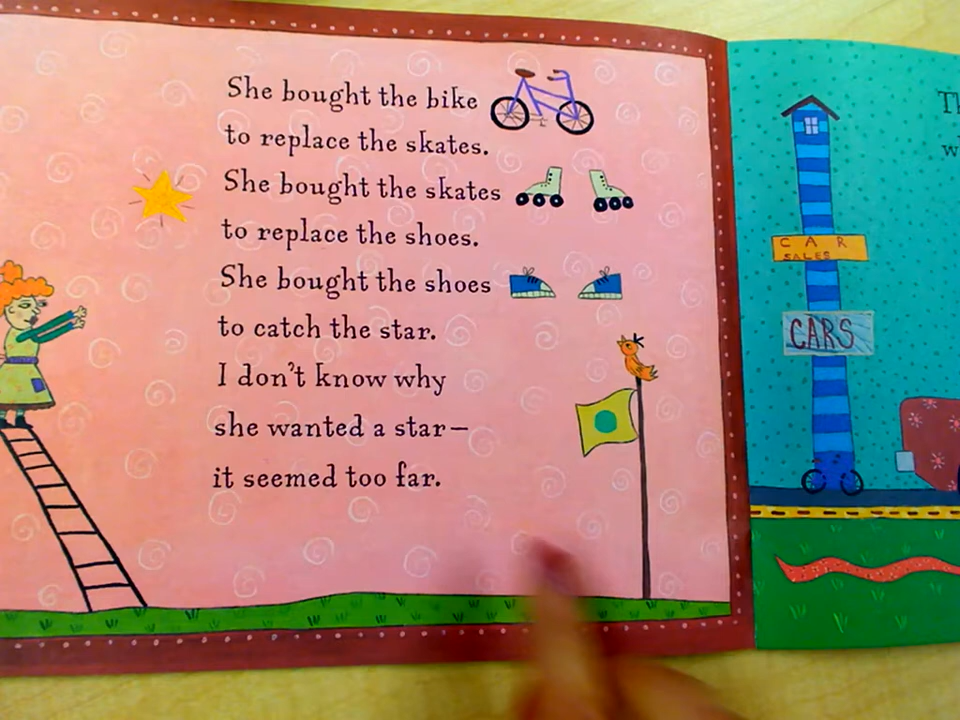 She bought the bike
to replace the skates.
She bought the skates
to replace the shoes.
She bought the shoes
to catch the star.
I don't know why
she wanted a star—
it seemed too far.
CAR
SALES
CARS